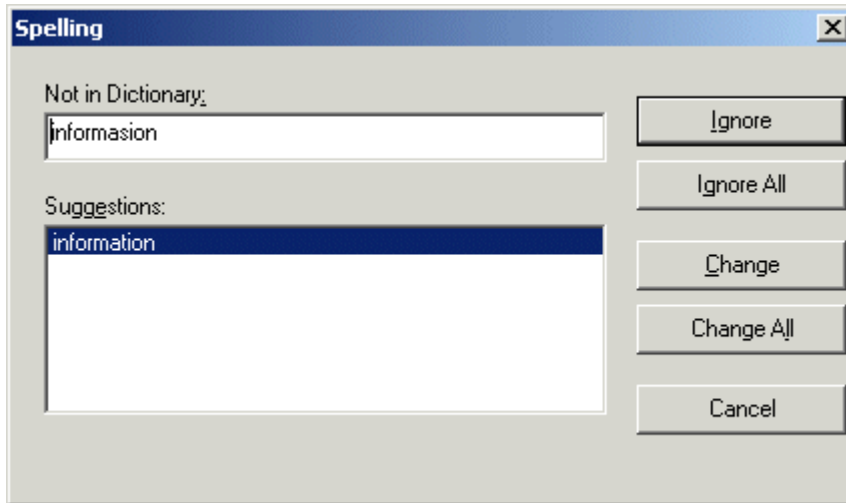 Spelling
Not in Dictionary:
informasion
Suggestions:
information
Ignore
Ignore All
Change
Change All
Cancel